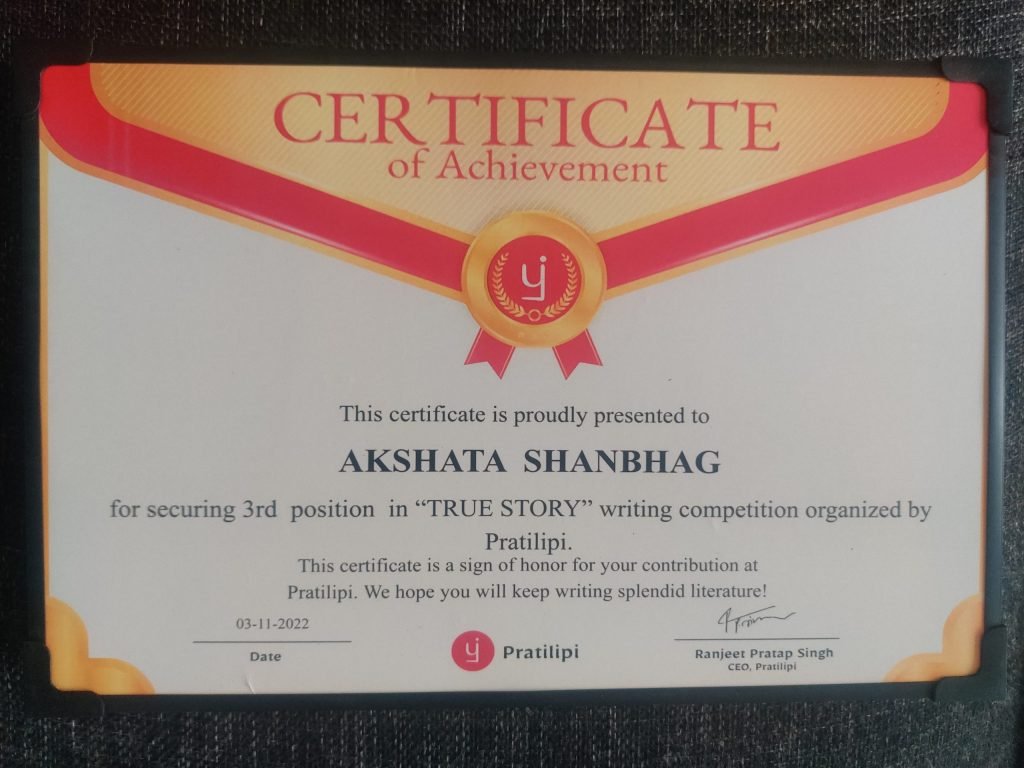 CERTIFICATE
of Achievement
yj
This certificate is proudly presented to
AKSHATA SHANBHAG
for securing 3rd position in “TRUE STORY” writing competition organized by
Pratilipi.
This certificate is a sign of honor for your contribution at
Pratilipi. We hope you will keep writing splendid literature!
03-11-2022
Date
yj Pratilipi
Ranjeet Pratap Singh
CEO, Pratilipi